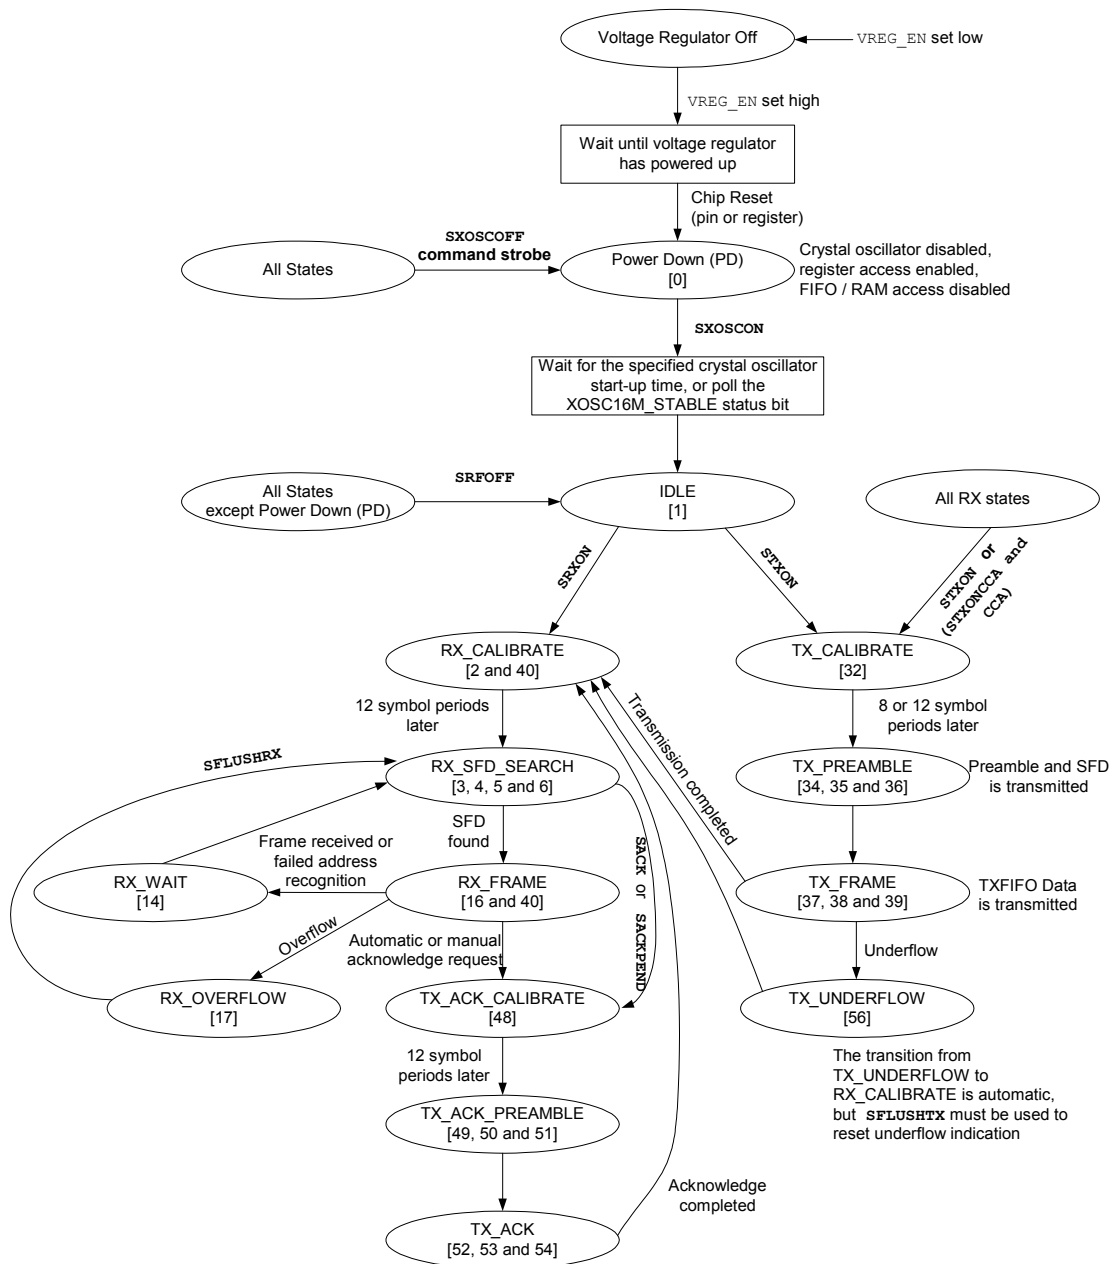 Voltage Regulator Off
VREG_EN set low
VREG_EN set high
Wait until voltage regulator
has powered up
Chip Reset
(pin or register)
SXOSCOFF
command strobe
All States
Power Down (PD)
[0]
Crystal oscillator disabled,
register access enabled,
FIFO / RAM access disabled
SXOSCON
Wait for the specified crystal oscillator
start-up time, or poll the
XOSC16M_STABLE status bit
All States
except Power Down (PD)
SRFOFF
IDLE
[1]
All RX states
SRXON
STXON
STXON or
(STXONCCA and
CCA)
RX_CALIBRATE
[2 and 40]
TX_CALIBRATE
[32]
12 symbol periods
later
8 or 12 symbol
periods later
Transmission completed
SFLUSHRX
RX_SFD_SEARCH
[3, 4, 5 and 6]
TX_PREAMBLE
[34, 35 and 36]
Preamble and SFD
is transmitted
SFD
found
Frame received or
failed address
recognition
SACK or SACKPEND
RX_WAIT
[14]
RX_FRAME
[16 and 40]
TX_FRAME
[37, 38 and 39]
TXFIFO Data
is transmitted
Overflow
Automatic or manual
acknowledge request
Underflow
RX_OVERFLOW
[17]
TX_ACK_CALIBRATE
[48]
TX_UNDERFLOW
[56]
12 symbol
periods later
The transition from
TX_UNDERFLOW to
RX_CALIBRATE is automatic,
but SFLUSHTX must be used to
reset underflow indication
TX_ACK_PREAMBLE
[49, 50 and 51]
Acknowledge
completed
TX_ACK
[52, 53 and 54]